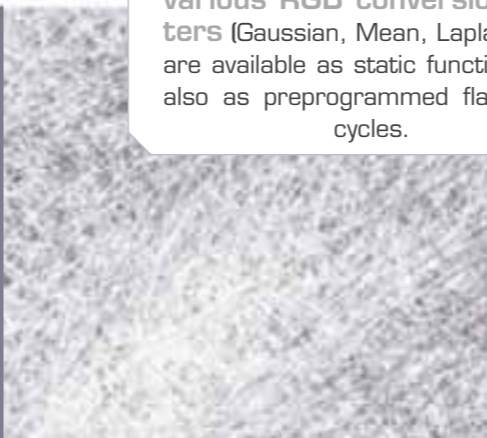 various RGB
(Gaussian, Mean,
are available as static
also as preprogrammed
cycles.